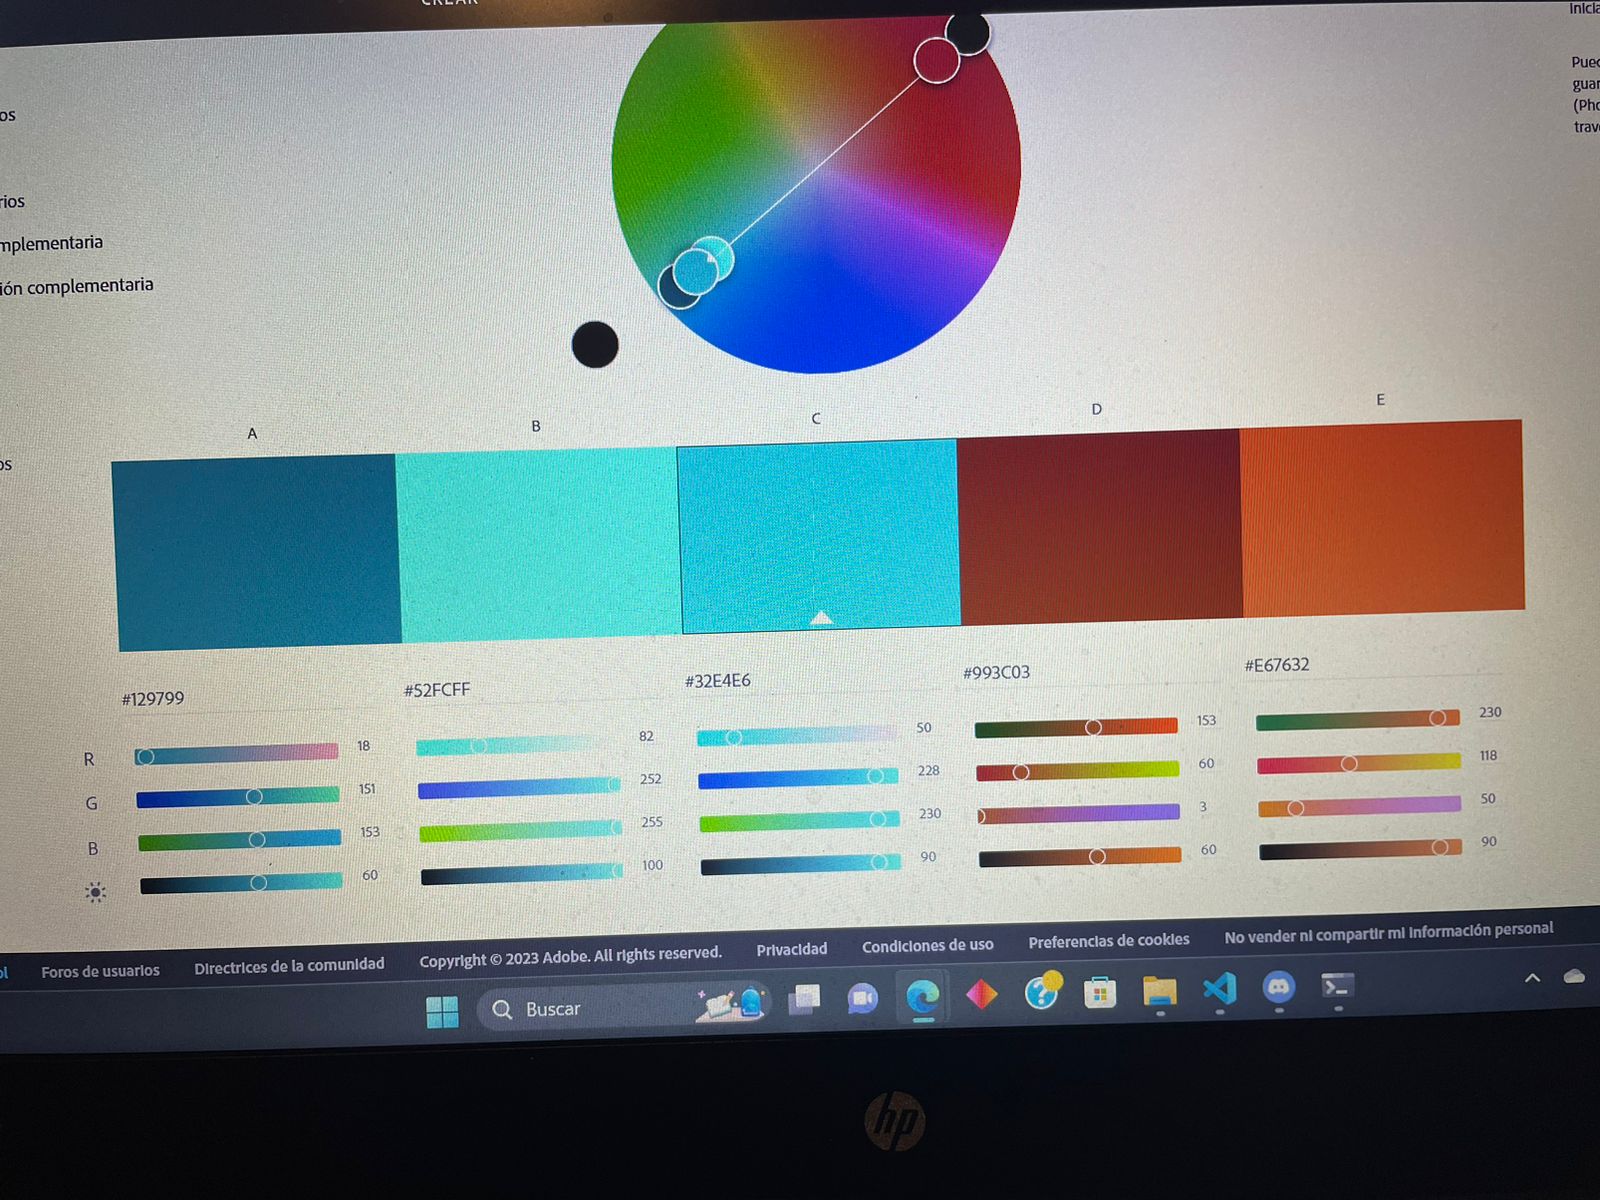 CREAR
os
rios
mplementaria
ión complementaria
os
Inicia
Pued
guar
(Pho
trav
A B C D E
#129799 #52FCFF #32E4E6 #993C03 #E67632
R 18 82 50 153 230
G 151 252 228 60 118
B 153 255 230 3 50
60 100 90 60 90
ol Foros de usuarios Directrices de la comunidad Copyright © 2023 Adobe. All rights reserved. Privacidad Condiciones de uso Preferencias de cookies No vender ni compartir mi información personal
Buscar
hp